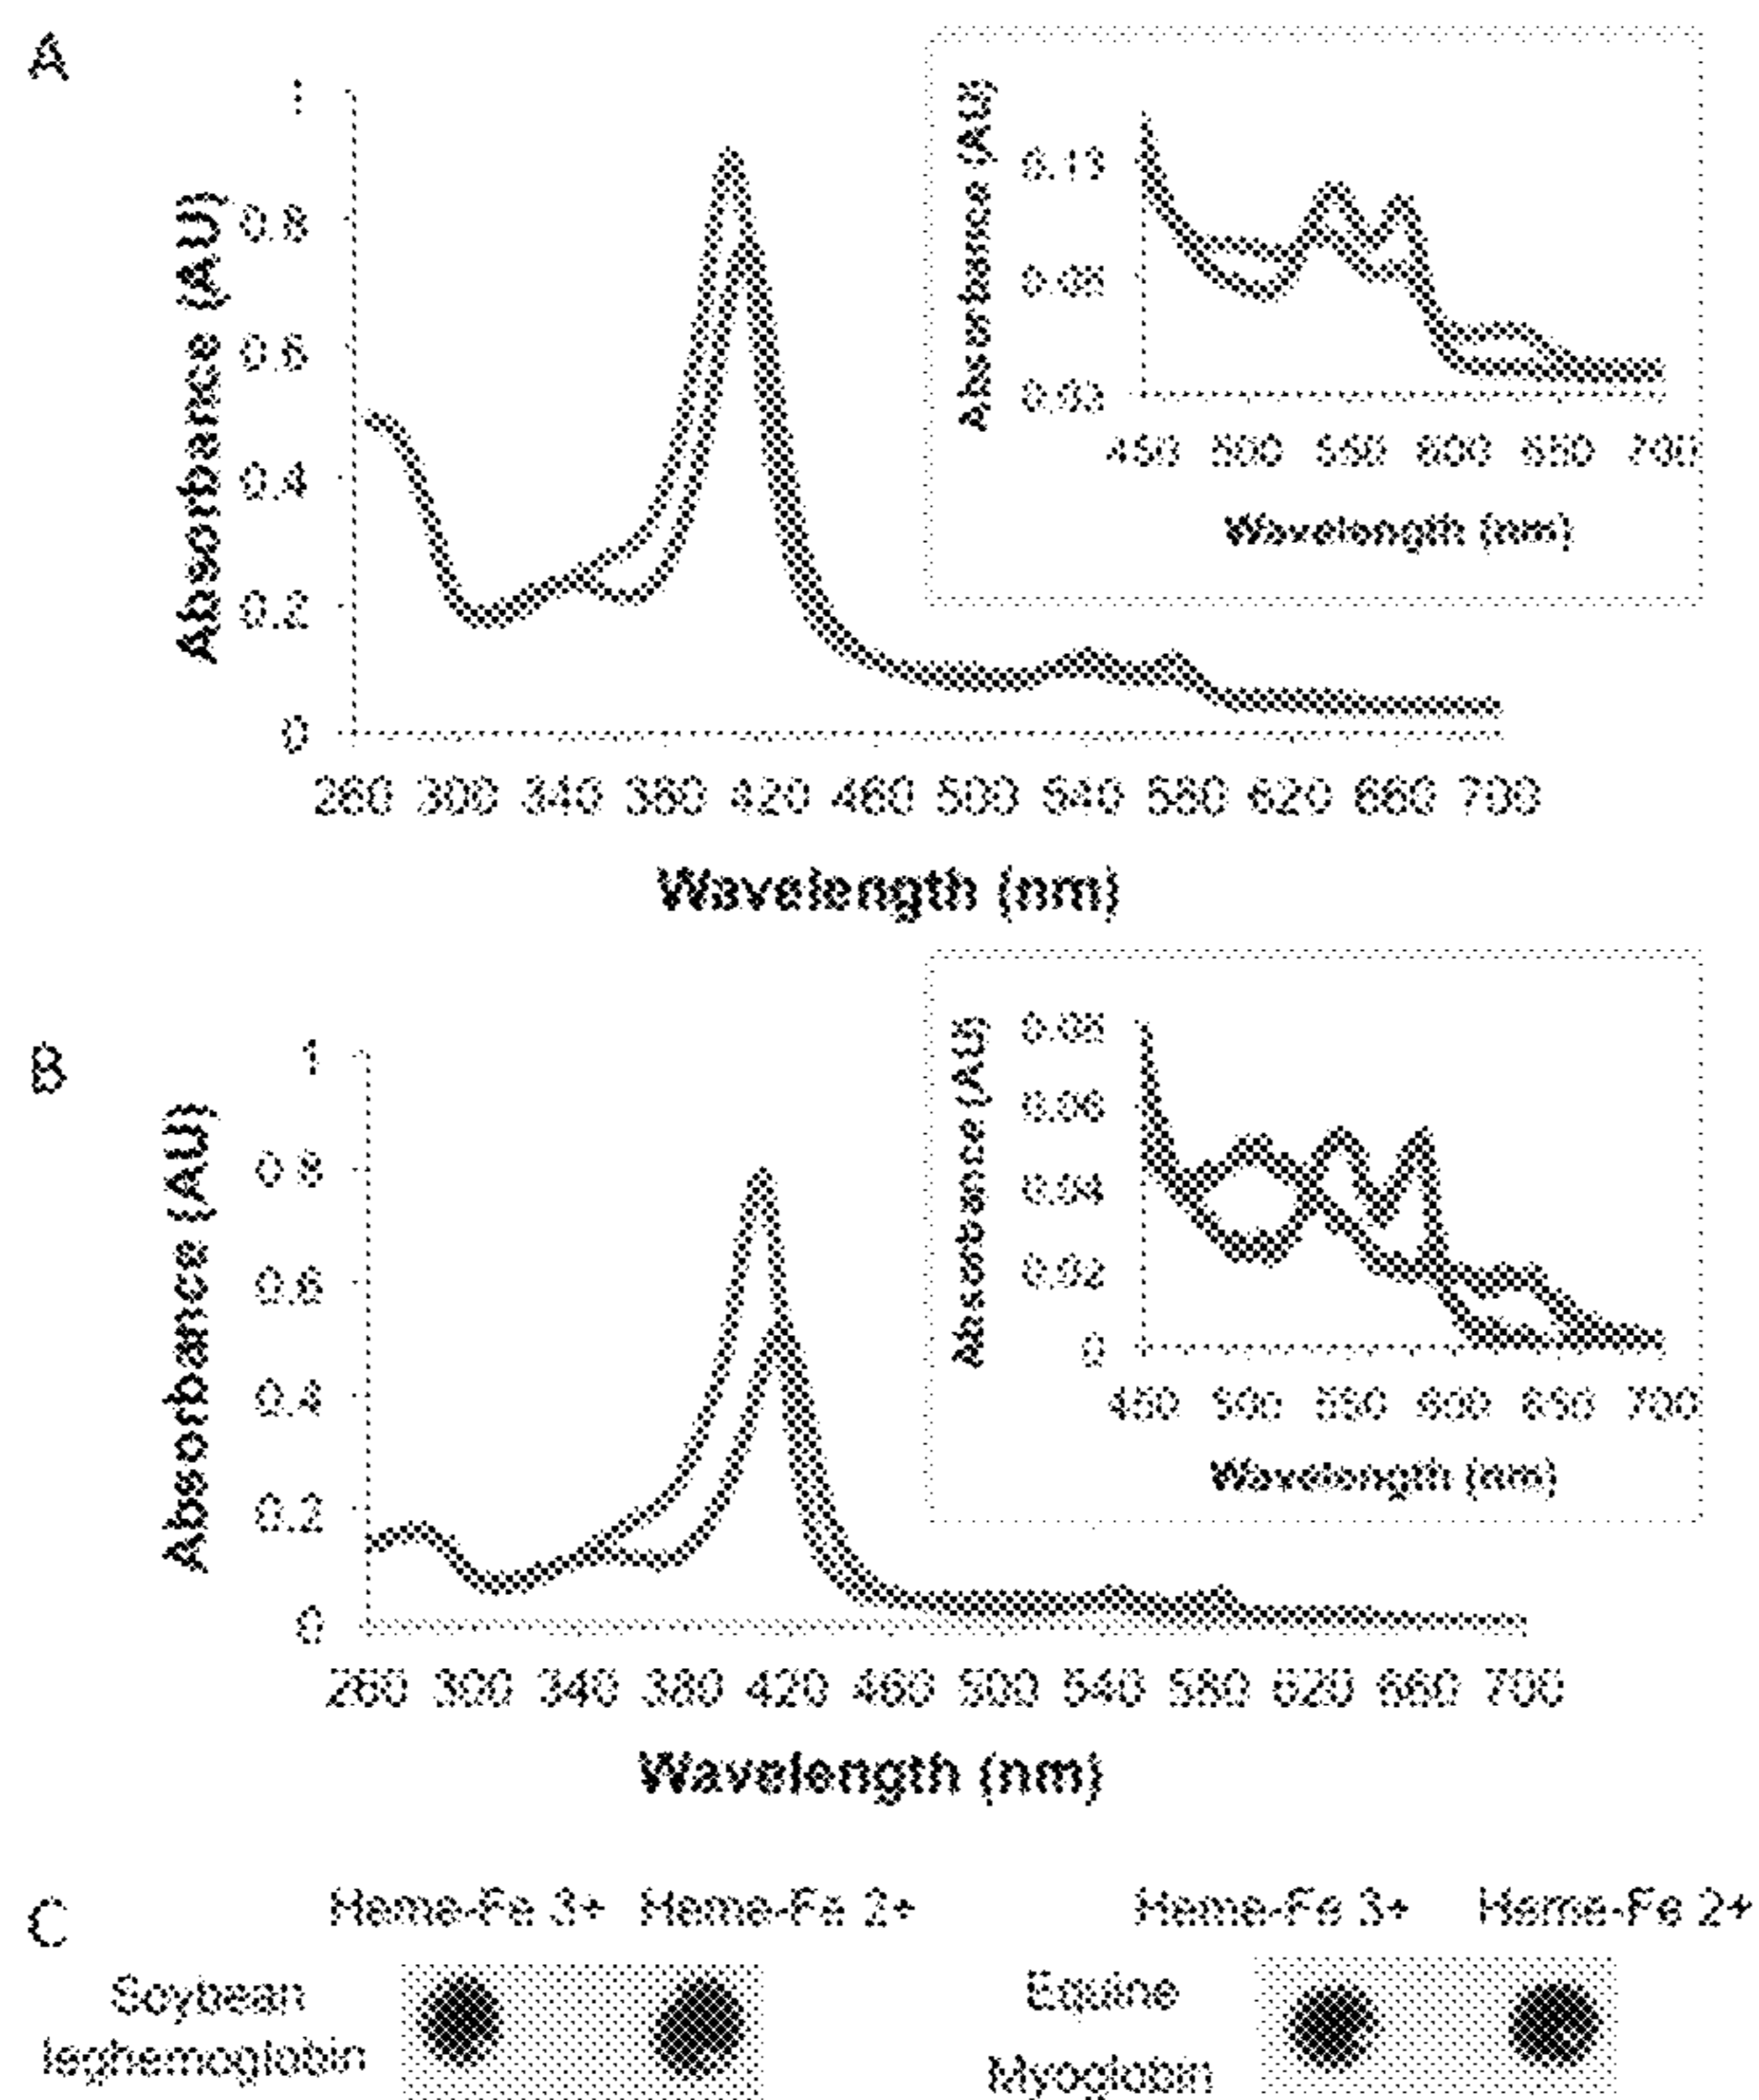 A
Absorbance (AU)
1
0.8
0.6
0.4
0.2
0
260 300 340 380 420 460 500 540 580 620 660 700
Wavelength (nm)
Absorbance (AU)
0.13
0.08
0.03
450 500 550 600 650 700
Wavelength (nm)
B
Absorbance (AU)
1
0.8
0.6
0.4
0.2
0
260 300 340 380 420 460 500 540 580 620 660 700
Wavelength (nm)
Absorbance (AU)
0.08
0.06
0.04
0.02
0
450 500 550 600 650 700
Wavelength (nm)
C
Heme-Fe 3+ Heme-Fe 2+ Heme-Fe 3+ Heme-Fe 2+
Soybean
leghemoglobin
Equine
Myoglobin